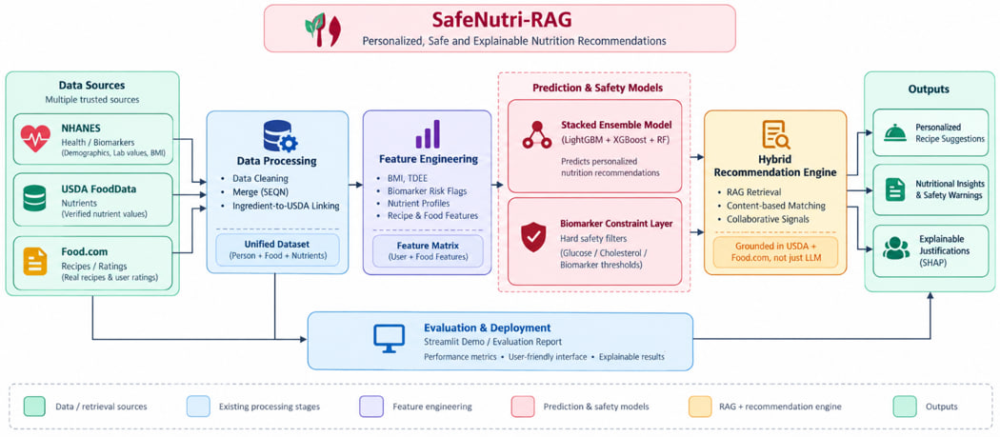 SafeNutri-RAG
Personalized, Safe and Explainable Nutrition Recommendations
Data Sources
Multiple trusted sources
NHANES
Health / Biomarkers
(Demographics, Lab values, BMI)
USDA FoodData
Nutrients
(Verified nutrient values)
Food.com
Recipes / Ratings
(Real recipes & user ratings)
Data Processing
• Data Cleaning
• Merge (SEQN)
• Ingredient-to-USDA Linking
Unified Dataset
(Person + Food + Nutrients)
Feature Engineering
• BMI, TDEE
• Biomarker Risk Flags
• Nutrient Profiles
• Recipe & Food Features
Feature Matrix
(User + Food Features)
Prediction & Safety Models
Stacked Ensemble Model
(LightGBM + XGBoost + RF)
Predicts personalized
nutrition recommendations
Biomarker Constraint Layer
Hard safety filters
(Glucose / Cholesterol /
Biomarker thresholds)
Hybrid
Recommendation Engine
• RAG Retrieval
• Content-based Matching
• Collaborative Signals
Grounded in USDA +
Food.com, not just LLM
Outputs
Personalized
Recipe Suggestions
Nutritional Insights
& Safety Warnings
Explainable
Justifications
(SHAP)
Evaluation & Deployment
Streamlit Demo / Evaluation Report
Performance metrics • User-friendly interface • Explainable results
Data / retrieval sources
Existing processing stages
Feature engineering
Prediction & safety models
RAG + recommendation engine
Outputs